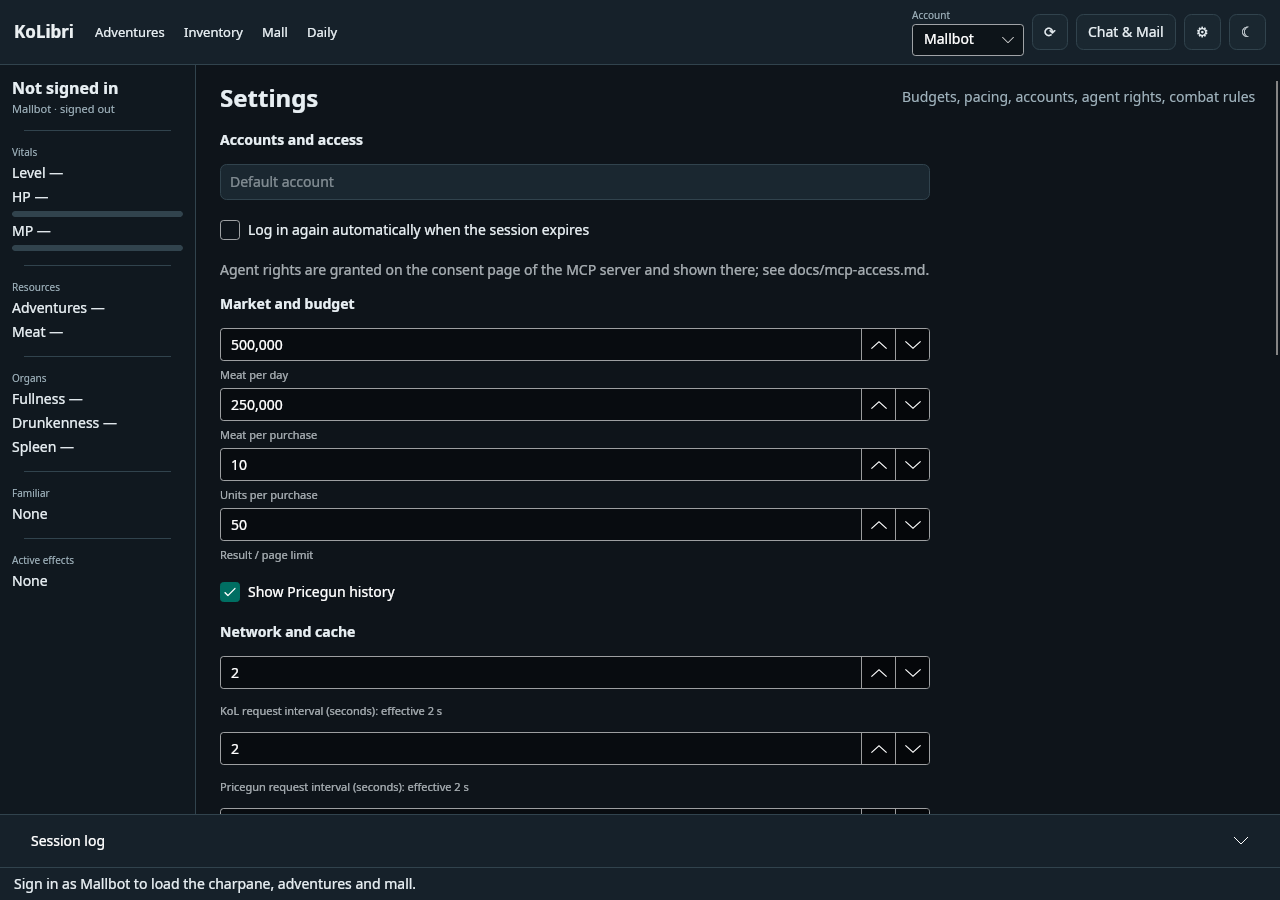 KoLibri
Adventures
Inventory
Mall
Daily
Account
Mallbot
Chat & Mail
Not signed in
Mallbot · signed out
Vitals
Level —
HP —
MP —
Resources
Adventures —
Meat —
Organs
Fullness —
Drunkenness —
Spleen —
Familiar
None
Active effects
None
Settings
Budgets, pacing, accounts, agent rights, combat rules
Accounts and access
Default account
Log in again automatically when the session expires
Agent rights are granted on the consent page of the MCP server and shown there; see docs/mcp-access.md.
Market and budget
500,000
Meat per day
250,000
Meat per purchase
10
Units per purchase
50
Result / page limit
Show Pricegun history
Network and cache
2
KoL request interval (seconds): effective 2 s
2
Pricegun request interval (seconds): effective 2 s
Session log
Sign in as Mallbot to load the charpane, adventures and mall.